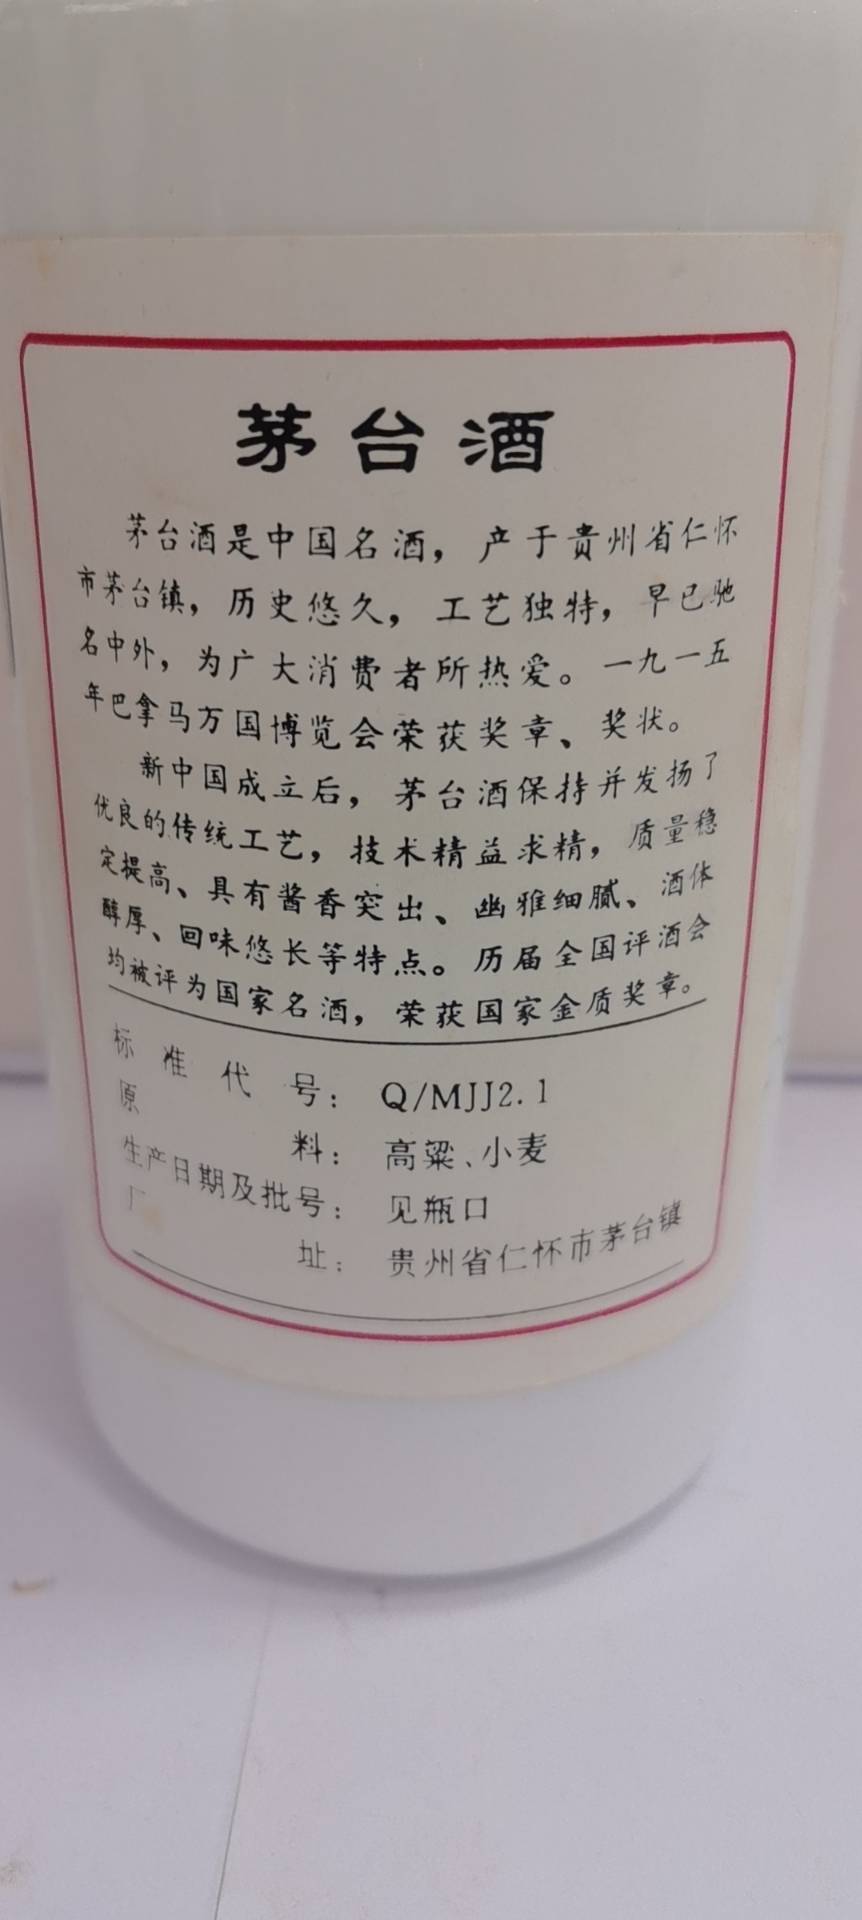 茅台酒
茅台酒是中国名酒，产于贵州省仁怀
市茅台镇，历史悠久，工艺独特，早已驰
名中外，为广大消费者所热爱。一九一五
年巴拿马万国博览会荣获奖章、奖状。
新中国成立后，茅台酒保持并发扬了
优良的传统工艺，技术精益求精，质量稳
定提高、具有酱香突出、幽雅细腻、酒体
醇厚、回味悠长等特点。历届全国评酒会
均被评为国家名酒，荣获国家金质奖章。
标准代号：Q/MJJ2.1
原料：高粱、小麦
生产日期及批号：见瓶口
厂址：贵州省仁怀市茅台镇